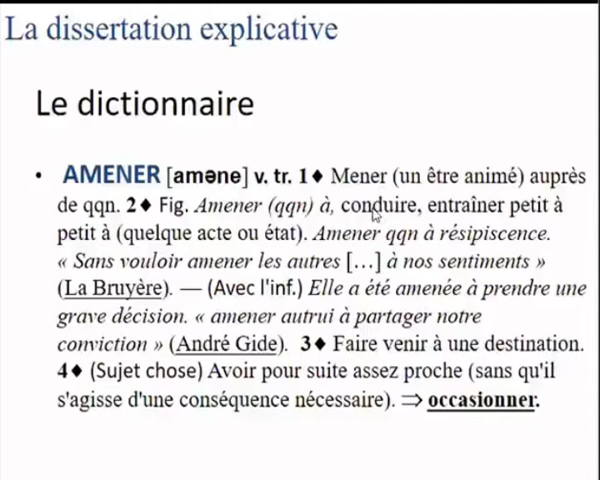 La dissertation explicative
Le dictionnaire
• AMENER [aməne] v. tr. 1♦ Mener (un être animé) auprès
de qqn. 2♦ Fig. Amener (qqn) à, conduire, entraîner petit à
petit à (quelque acte ou état). Amener qqn à résipiscence.
« Sans vouloir amener les autres […] à nos sentiments »
(La Bruyère). — (Avec l'inf.) Elle a été amenée à prendre une
grave décision. « amener autrui à partager notre
conviction » (André Gide). 3♦ Faire venir à une destination.
4♦ (Sujet chose) Avoir pour suite assez proche (sans qu'il
s'agisse d'une conséquence nécessaire). ⇒ occasionner.